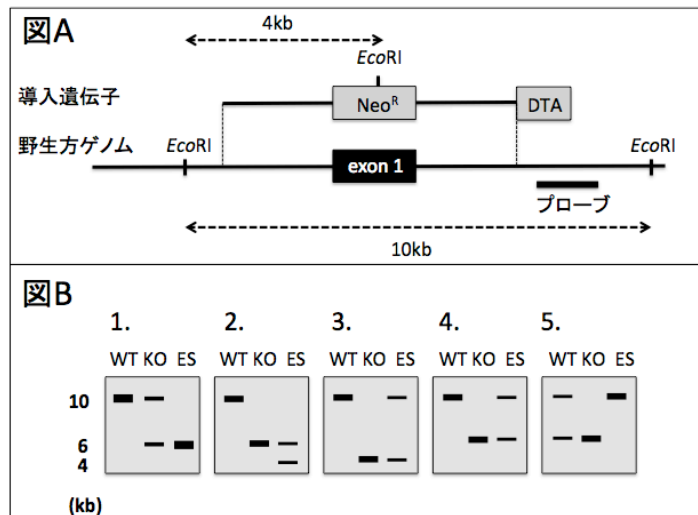 図A
4kb
EcoRI
導入遺伝子
Neoᴿ
DTA
野生方ゲノム
EcoRI
exon 1
EcoRI
プローブ
10kb
図B
1. 2. 3. 4. 5.
WT KO ES WT KO ES WT KO ES WT KO ES WT KO ES
10
6
4
(kb)